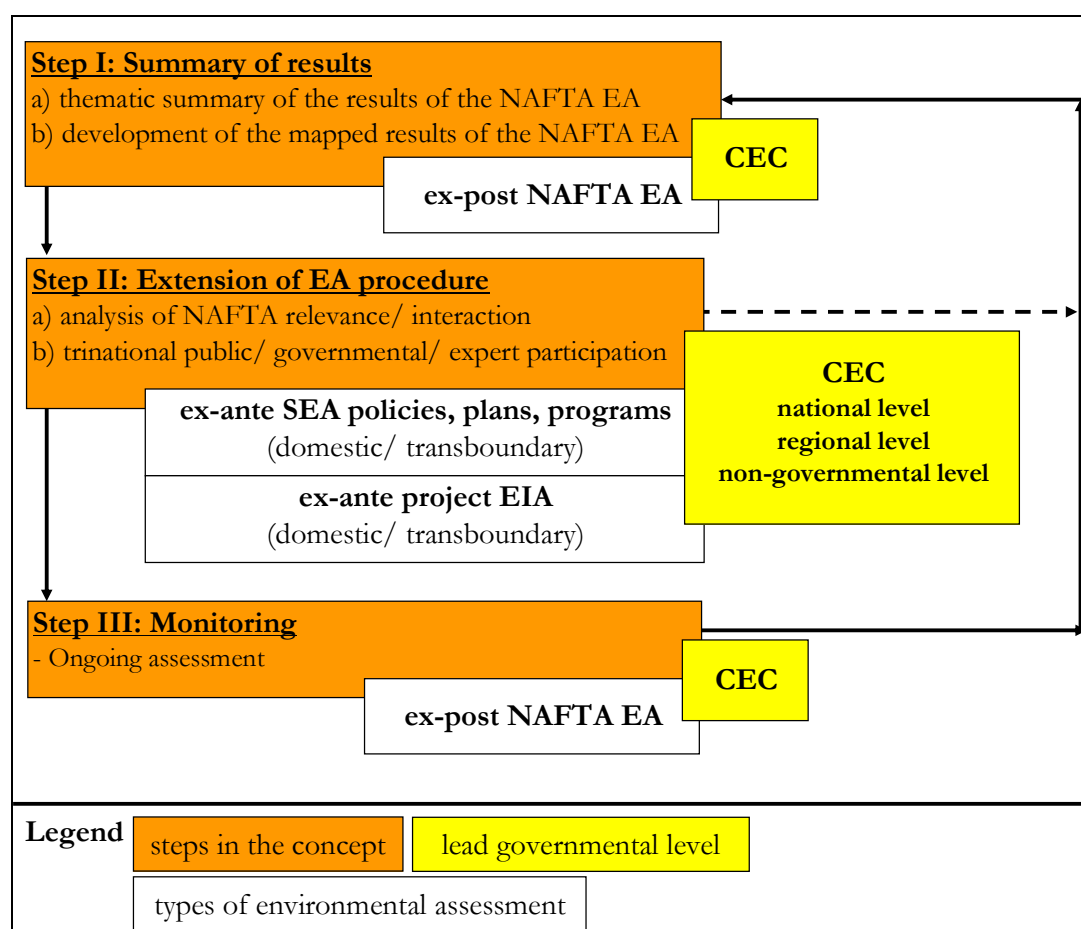 Step I: Summary of results
a) thematic summary of the results of the NAFTA EA
b) development of the mapped results of the NAFTA EA
CEC
ex-post NAFTA EA
Step II: Extension of EA procedure
a) analysis of NAFTA relevance/ interaction
b) trinational public/ governmental/ expert participation
CEC
national level
regional level
non-governmental level
ex-ante SEA policies, plans, programs
(domestic/ transboundary)
ex-ante project EIA
(domestic/ transboundary)
Step III: Monitoring
- Ongoing assessment
CEC
ex-post NAFTA EA
Legend
steps in the concept
lead governmental level
types of environmental assessment